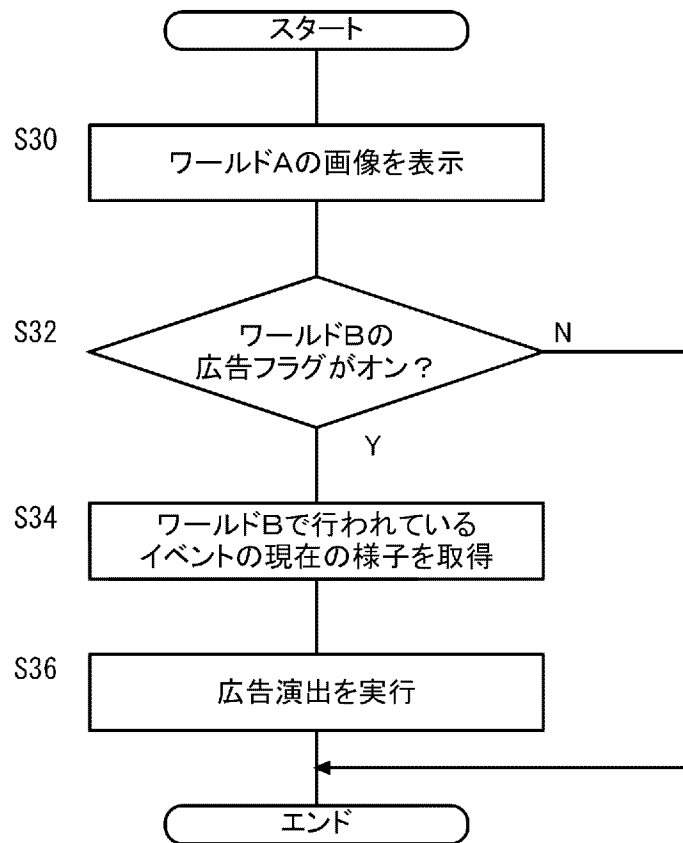 スタート
S30
ワールドAの画像を表示
S32
ワールドBの
広告フラグがオン？
N
Y
S34
ワールドBで行われている
イベントの現在の様子を取得
S36
広告演出を実行
エンド